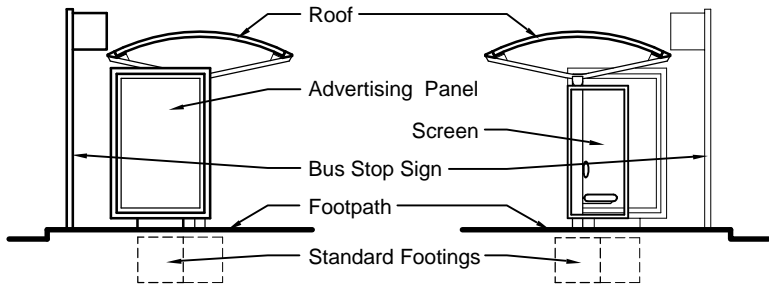 Roof
Advertising Panel
Screen
Bus Stop Sign
Footpath
Standard Footings